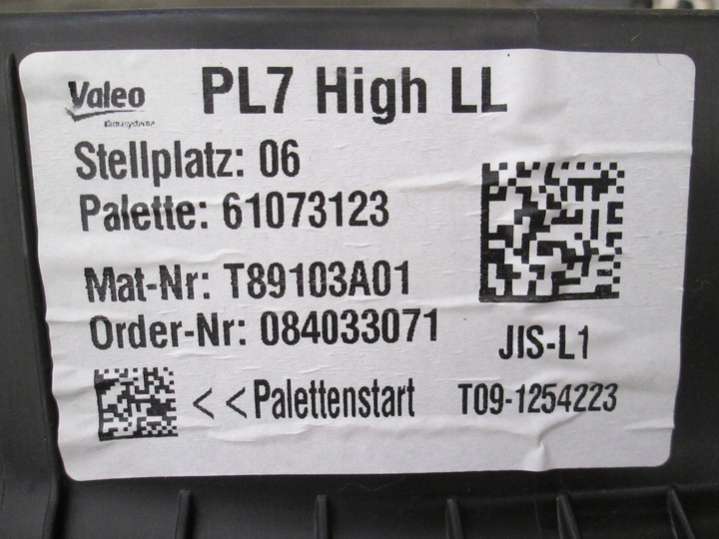 Valeo
PL7 High LL
Klimasysteme
Stellplatz: 06
Palette: 61073123
Mat-Nr: T89103A01
Order-Nr: 084033071
JIS-L1
<<Palettenstart
T09-1254223